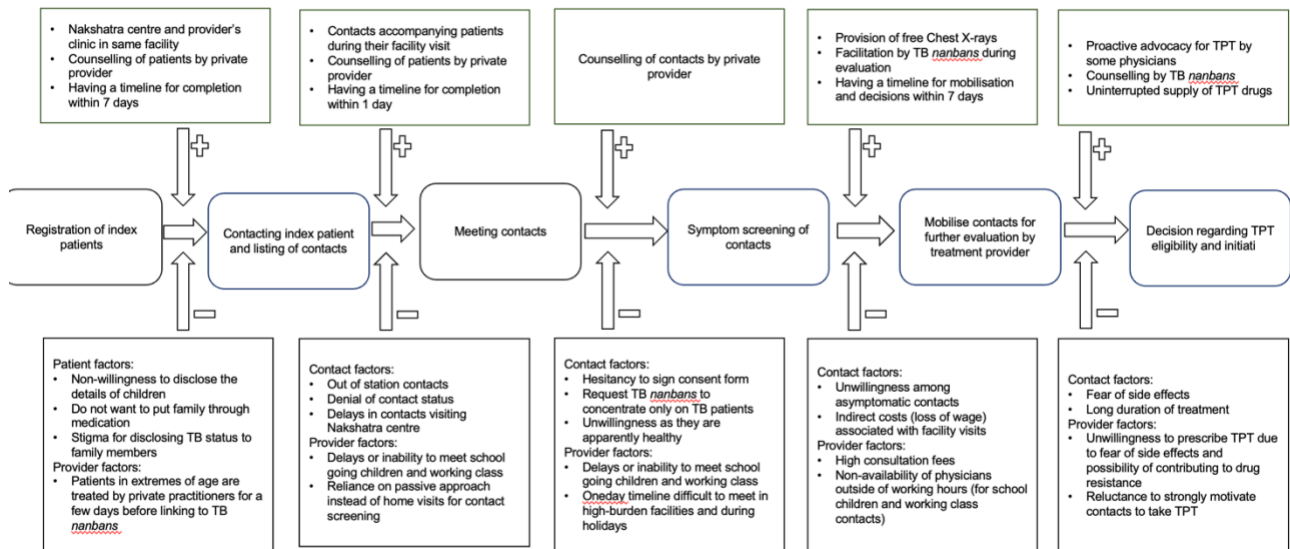 • Nakshatra centre and provider's
clinic in same facility
• Counselling of patients by private
provider
• Having a timeline for completion
within 7 days
• Contacts accompanying patients
during their facility visit
• Counselling of patients by private
provider
• Having a timeline for completion
within 1 day
Counselling of contacts by private
provider
• Provision of free Chest X-rays
• Facilitation by TB nanbans during
evaluation
• Having a timeline for mobilisation
and decisions within 7 days
• Proactive advocacy for TPT by
some physicians
• Counselling by TB nanbans
• Uninterrupted supply of TPT drugs
Registration of index
patients
Contacting index patient
and listing of contacts
Meeting contacts
Symptom screening of
contacts
Mobilise contacts for
further evaluation by
treatment provider
Decision regarding TPT
eligibility and initiati
Patient factors:
• Non-willingness to disclose the
details of children
• Do not want to put family through
medication
• Stigma for disclosing TB status to
family members
Provider factors:
• Patients in extremes of age are
treated by private practitioners for a
few days before linking to TB
nanbans
Contact factors:
• Out of station contacts
• Denial of contact status
• Delays in contacts visiting
Nakshatra centre
Provider factors:
• Delays or inability to meet school
going children and working class
• Reliance on passive approach
instead of home visits for contact
screening
Contact factors:
• Hesitancy to sign consent form
• Request TB nanbans to
concentrate only on TB patients
• Unwillingness as they are
apparently healthy
Provider factors:
• Delays or inability to meet school
going children and working class
• Oneday timeline difficult to meet in
high-burden facilities and during
holidays
Contact factors:
• Unwillingness among
asymptomatic contacts
• Indirect costs (loss of wage)
associated with facility visits
Provider factors:
• High consultation fees
• Non-availability of physicians
outside of working hours (for school
children and working class
contacts)
Contact factors:
• Fear of side effects
• Long duration of treatment
Provider factors:
• Unwillingness to prescribe TPT due
to fear of side effects and
possibility of contributing to drug
resistance
• Reluctance to strongly motivate
contacts to take TPT